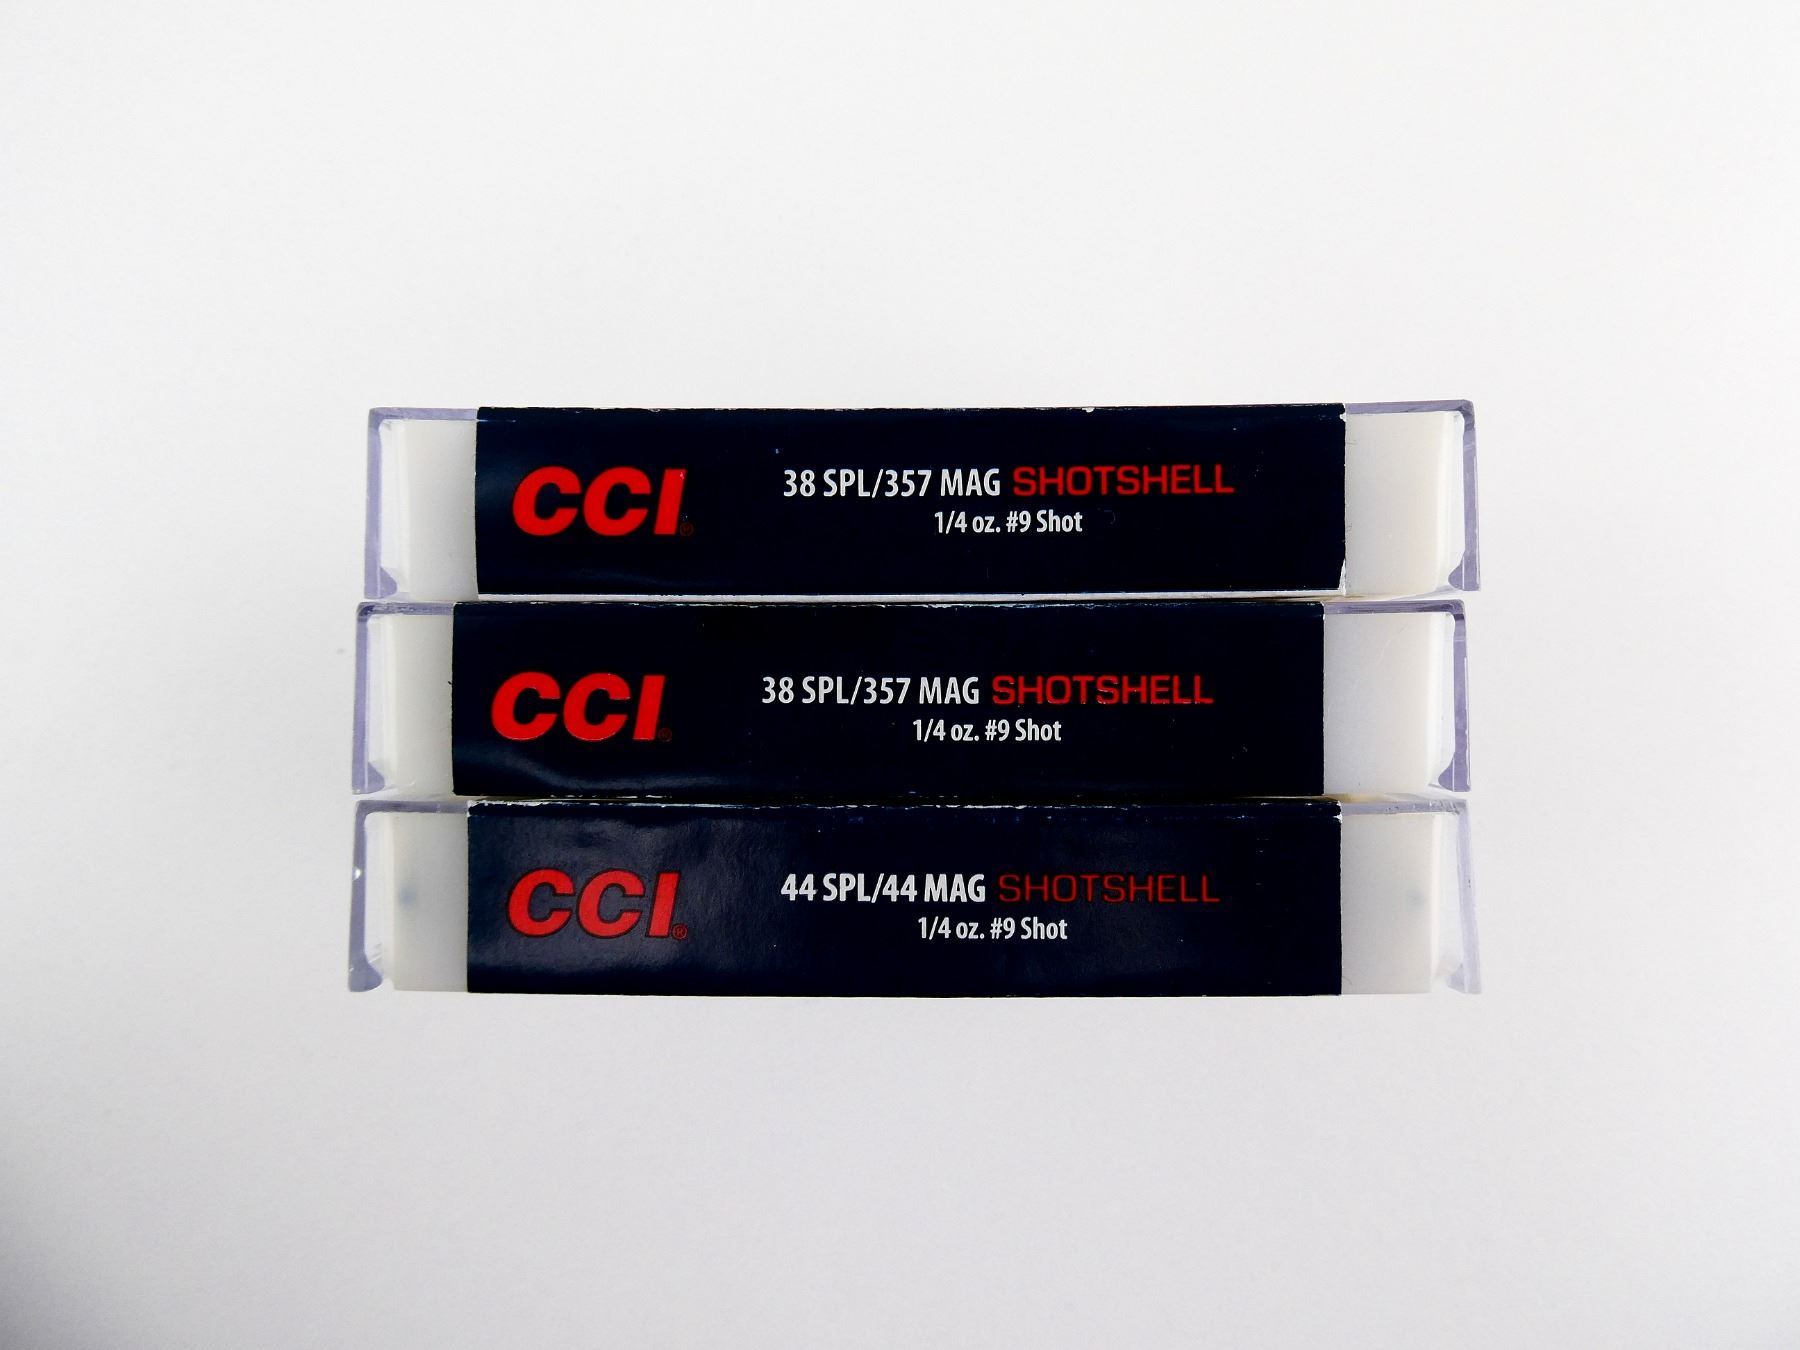 CCI® 38 SPL/357 MAG SHOTSHELL
1/4 oz. #9 Shot
CCI® 38 SPL/357 MAG SHOTSHELL
1/4 oz. #9 Shot
CCI® 44 SPL/44 MAG SHOTSHELL
1/4 oz. #9 Shot